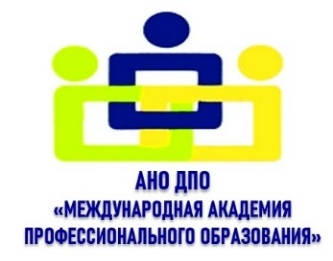 АНО ДПО
«МЕЖДУНАРОДНАЯ АКАДЕМИЯ
ПРОФЕССИОНАЛЬНОГО ОБРАЗОВАНИЯ»